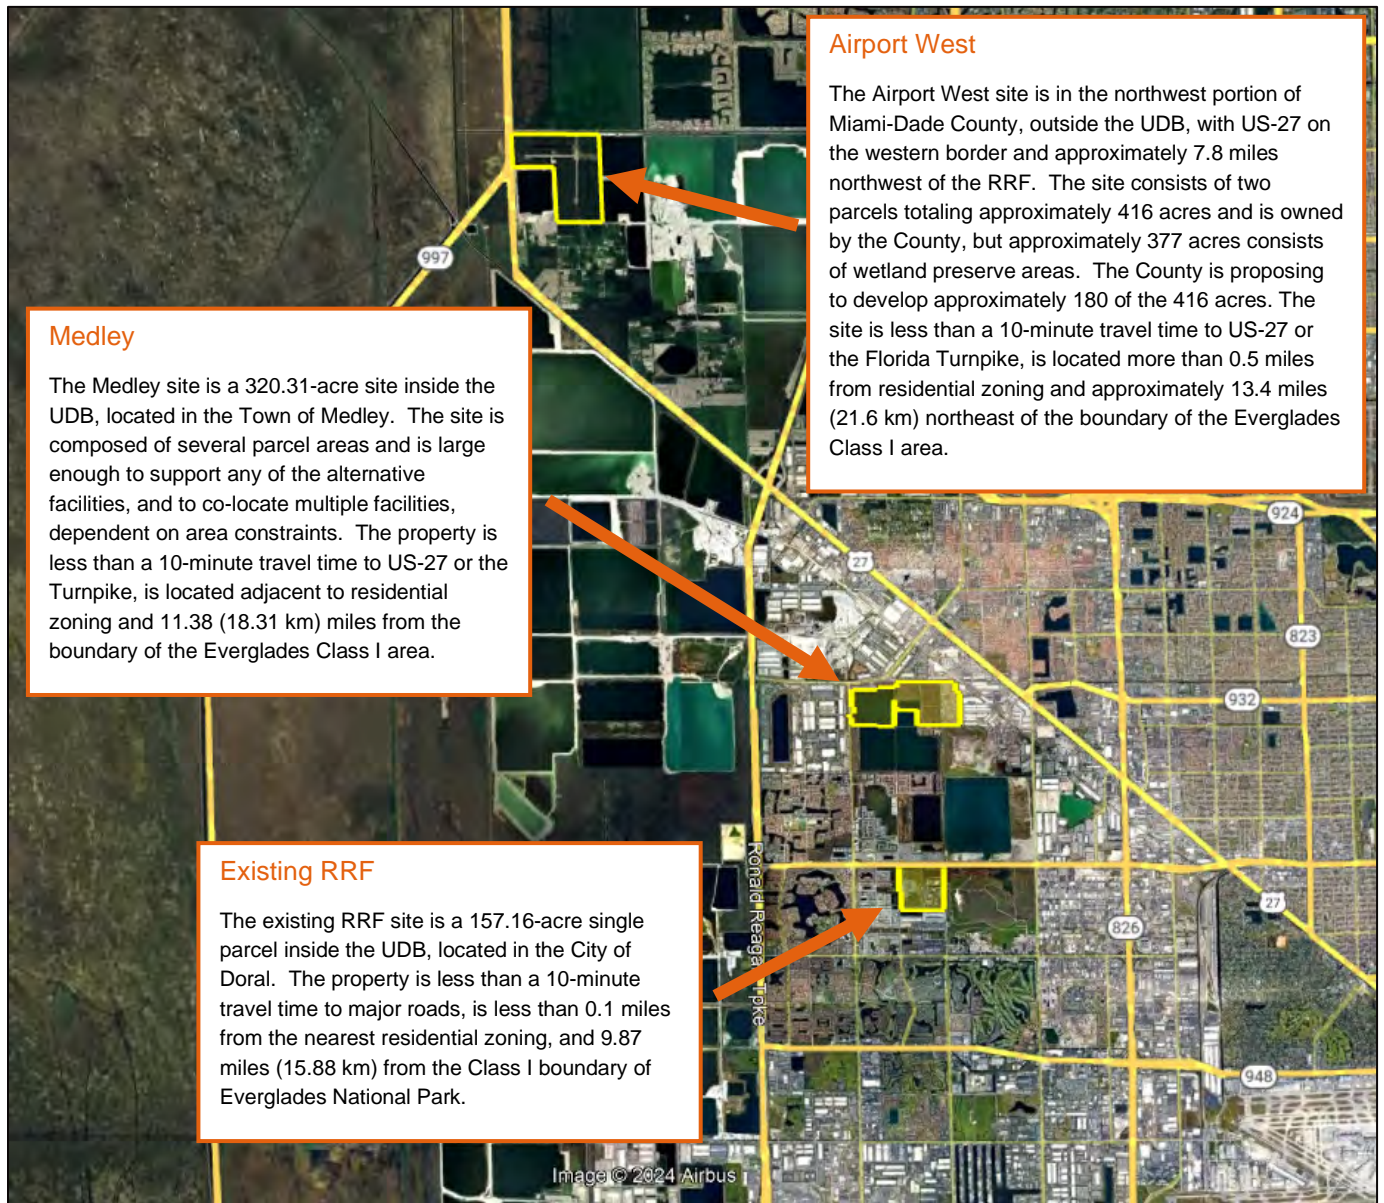 Airport West
The Airport West site is in the northwest portion of
Miami-Dade County, outside the UDB, with US-27 on
the western border and approximately 7.8 miles
northwest of the RRF.  The site consists of two
parcels totaling approximately 416 acres and is owned
by the County, but approximately 377 acres consists
of wetland preserve areas.  The County is proposing
to develop approximately 180 of the 416 acres. The
site is less than a 10-minute travel time to US-27 or
the Florida Turnpike, is located more than 0.5 miles
from residential zoning and approximately 13.4 miles
(21.6 km) northeast of the boundary of the Everglades
Class I area.
997
Medley
The Medley site is a 320.31-acre site inside the
UDB, located in the Town of Medley.  The site is
composed of several parcel areas and is large
enough to support any of the alternative
facilities, and to co-locate multiple facilities,
dependent on area constraints.  The property is
less than a 10-minute travel time to US-27 or the
Turnpike, is located adjacent to residential
zoning and 11.38 (18.31 km) miles from the
boundary of the Everglades Class I area.
924
27
823
932
Existing RRF
The existing RRF site is a 157.16-acre single
parcel inside the UDB, located in the City of
Doral.  The property is less than a 10-minute
travel time to major roads, is less than 0.1 miles
from the nearest residential zoning, and 9.87
miles (15.88 km) from the Class I boundary of
Everglades National Park.
Ronald Reagan Tpke
27
826
948
Image © 2024 Airbus